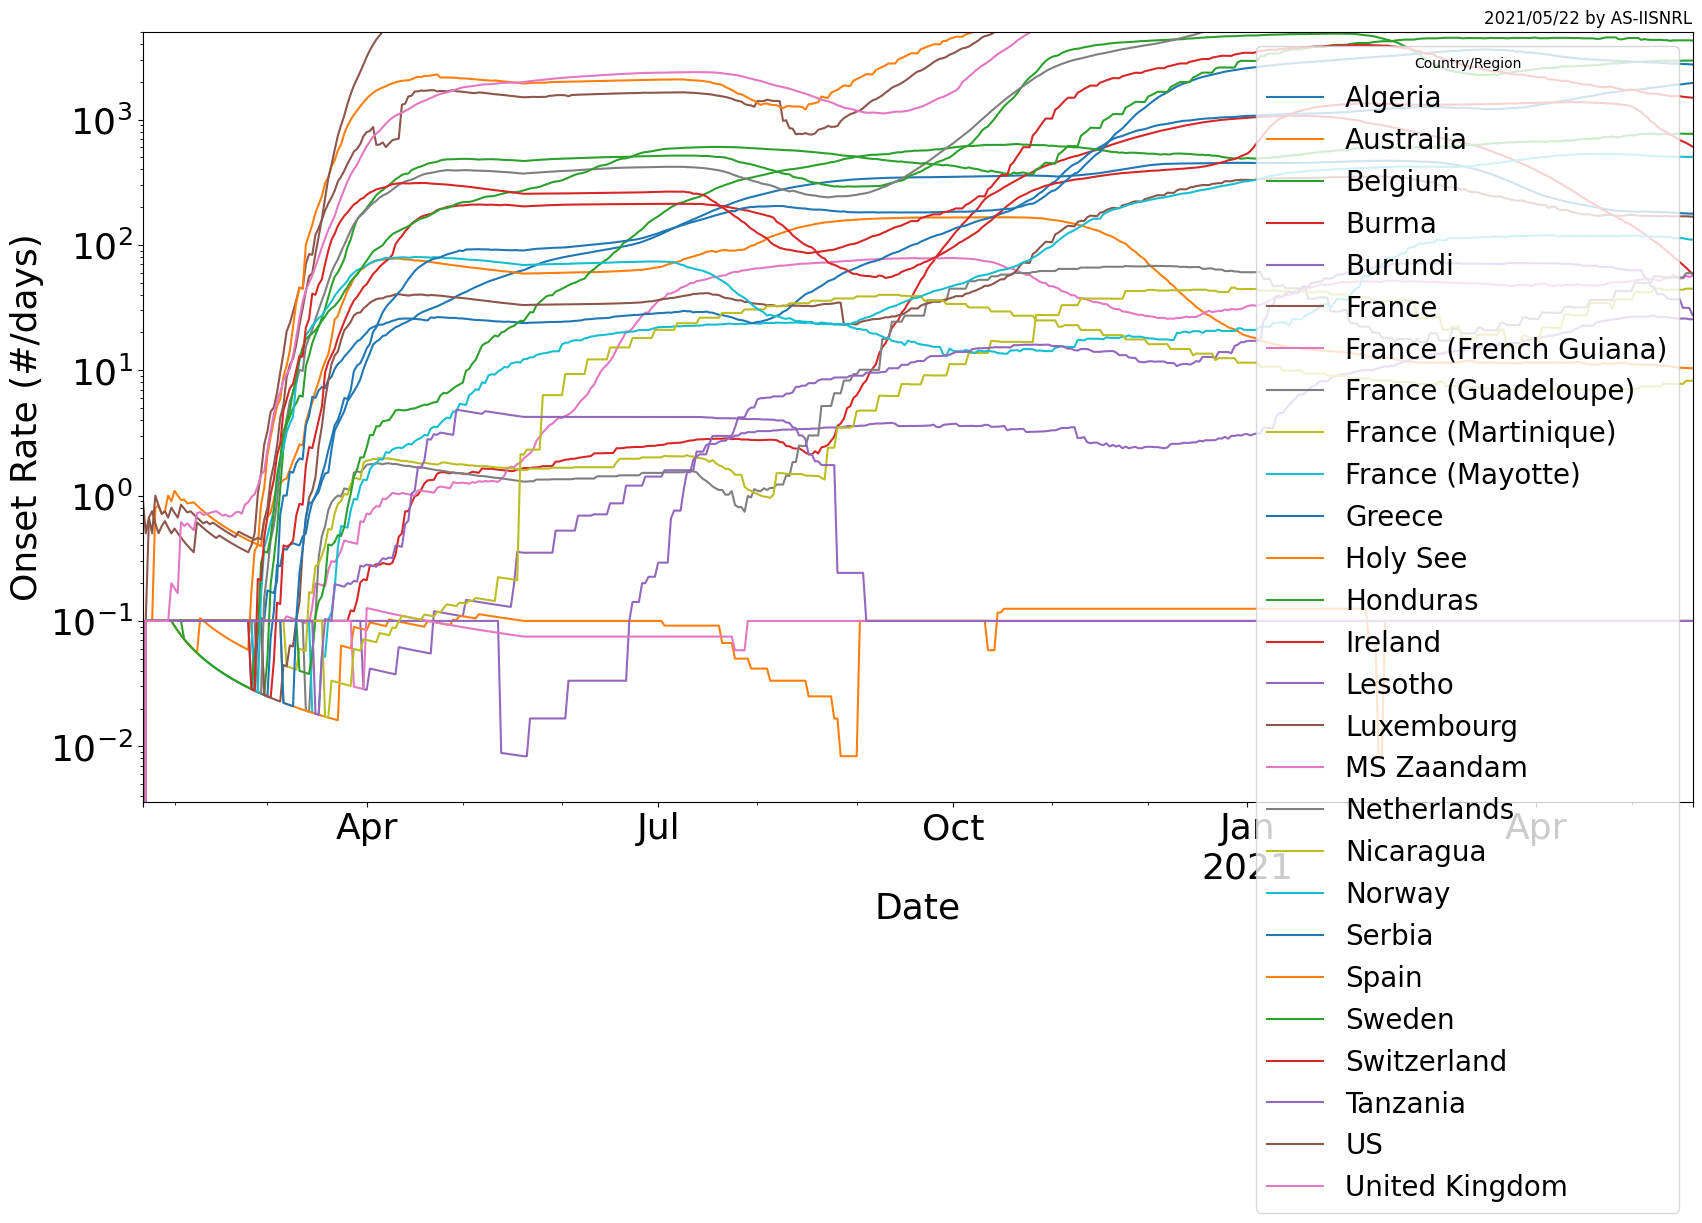 2021/05/22 by AS-IISNRL
Onset Rate (#/days)
10³
10²
10¹
10⁰
10⁻¹
10⁻²
Apr
Jul
Oct
Jan
2021
Apr
Date
Country/Region
Algeria
Australia
Belgium
Burma
Burundi
France
France (French Guiana)
France (Guadeloupe)
France (Martinique)
France (Mayotte)
Greece
Holy See
Honduras
Ireland
Lesotho
Luxembourg
MS Zaandam
Netherlands
Nicaragua
Norway
Serbia
Spain
Sweden
Switzerland
Tanzania
US
United Kingdom